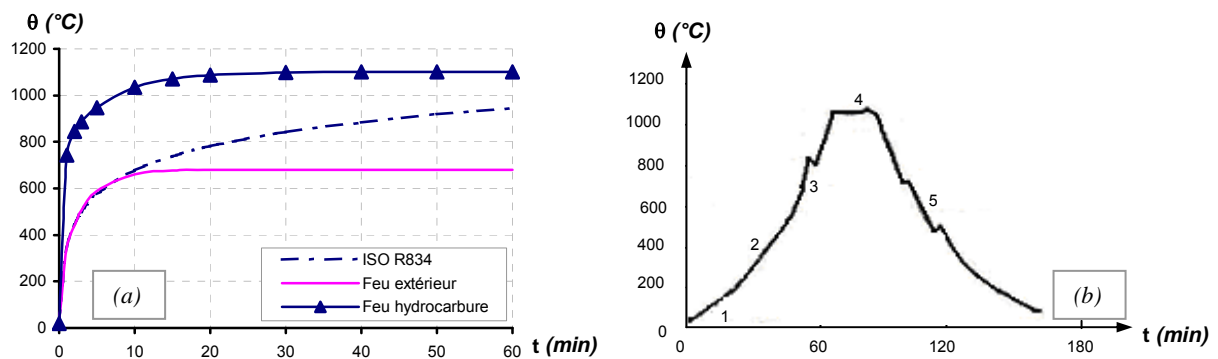 θ (°C)
1200
1000
800
600
400
200
0
0 10 20 30 40 50 60
t (min)
ISO R834
Feu extérieur
Feu hydrocarbure
(a)
θ (°C)
1200
1000
800
600
400
200
0
0 60 120 180
t (min)
1
2
3
4
5
(b)